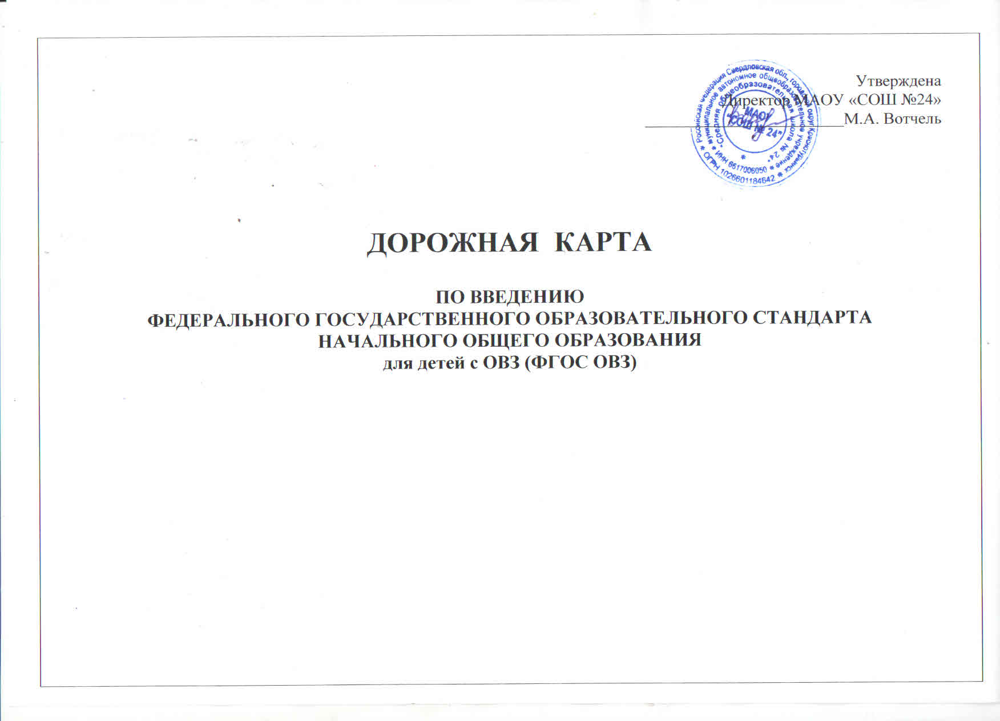 Утверждена
Директор МАОУ «СОШ №24»
М.А. Вотчель
* Российская Федерация Свердловская обл., городской округ Краснотурьинск * ОГРН 1026601184642
* муниципальное автономное общеобразовательное учреждение * ИНН 6617006050
"Средняя общеобразовательная школа № 24" *
МАОУ
"СОШ № 24"
ДОРОЖНАЯ КАРТА
ПО ВВЕДЕНИЮ
ФЕДЕРАЛЬНОГО ГОСУДАРСТВЕННОГО ОБРАЗОВАТЕЛЬНОГО СТАНДАРТА
НАЧАЛЬНОГО ОБЩЕГО ОБРАЗОВАНИЯ
для детей с ОВЗ (ФГОС ОВЗ)